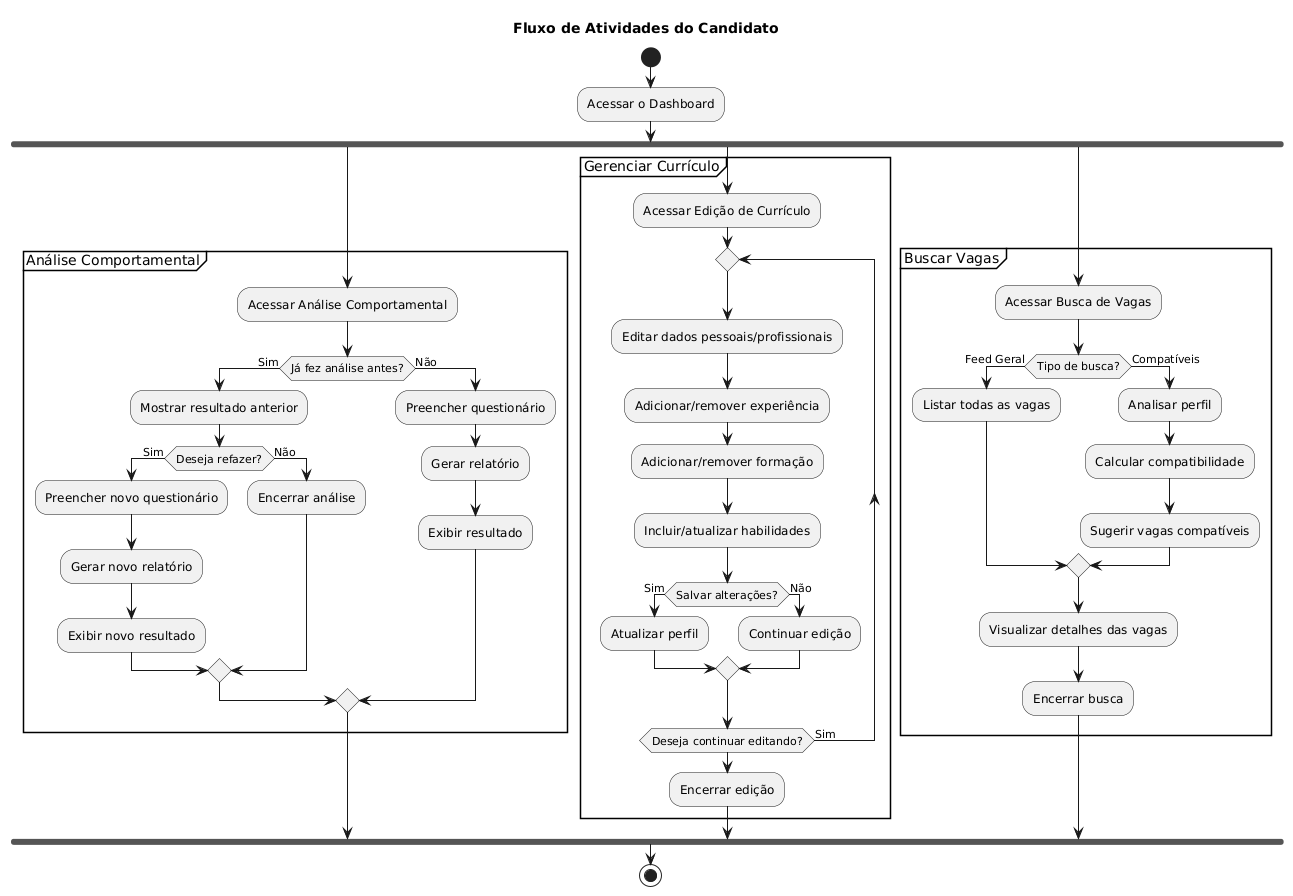 Fluxo de Atividades do Candidato
Acessar o Dashboard
Análise Comportamental
Acessar Análise Comportamental
Já fez análise antes?
Sim
Não
Mostrar resultado anterior
Deseja refazer?
Sim
Não
Preencher novo questionário
Gerar novo relatório
Exibir novo resultado
Encerrar análise
Preencher questionário
Gerar relatório
Exibir resultado
Gerenciar Currículo
Acessar Edição de Currículo
Editar dados pessoais/profissionais
Adicionar/remover experiência
Adicionar/remover formação
Incluir/atualizar habilidades
Salvar alterações?
Sim
Não
Atualizar perfil
Continuar edição
Deseja continuar editando?
Sim
Encerrar edição
Buscar Vagas
Acessar Busca de Vagas
Tipo de busca?
Feed Geral
Compatíveis
Listar todas as vagas
Analisar perfil
Calcular compatibilidade
Sugerir vagas compatíveis
Visualizar detalhes das vagas
Encerrar busca